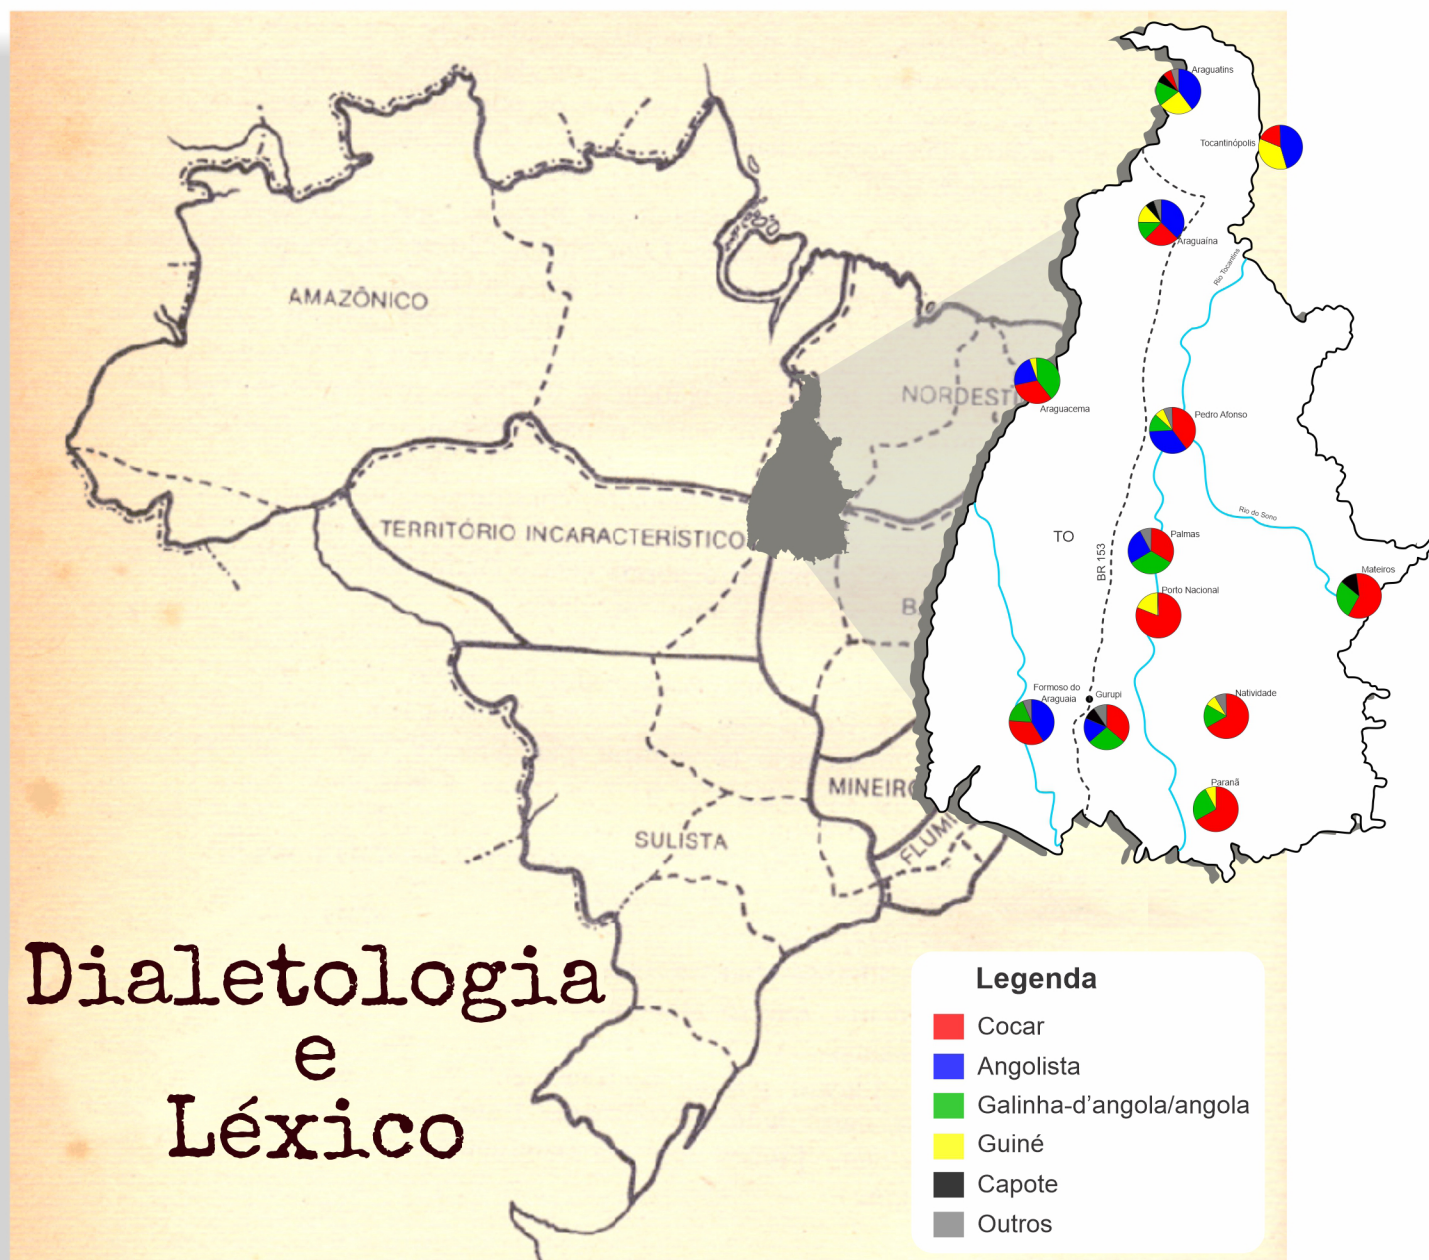 Araguatins
Tocantinópolis
Araguaína
Rio Tocantins
AMAZÔNICO
NORDEST
Araguacema
Pedro Afonso
Rio do Sono
TERRITÓRIO INCARACTERÍSTICO
TO
BR 153
Palmas
Mateiros
Porto Nacional
B
Formoso do
Araguaia
Gurupi
Natividade
MINEIRO
Paranã
SULISTA
FLUMI
Dialetologia
e
Léxico
Legenda
Cocar
Angolista
Galinha-d’angola/angola
Guiné
Capote
Outros